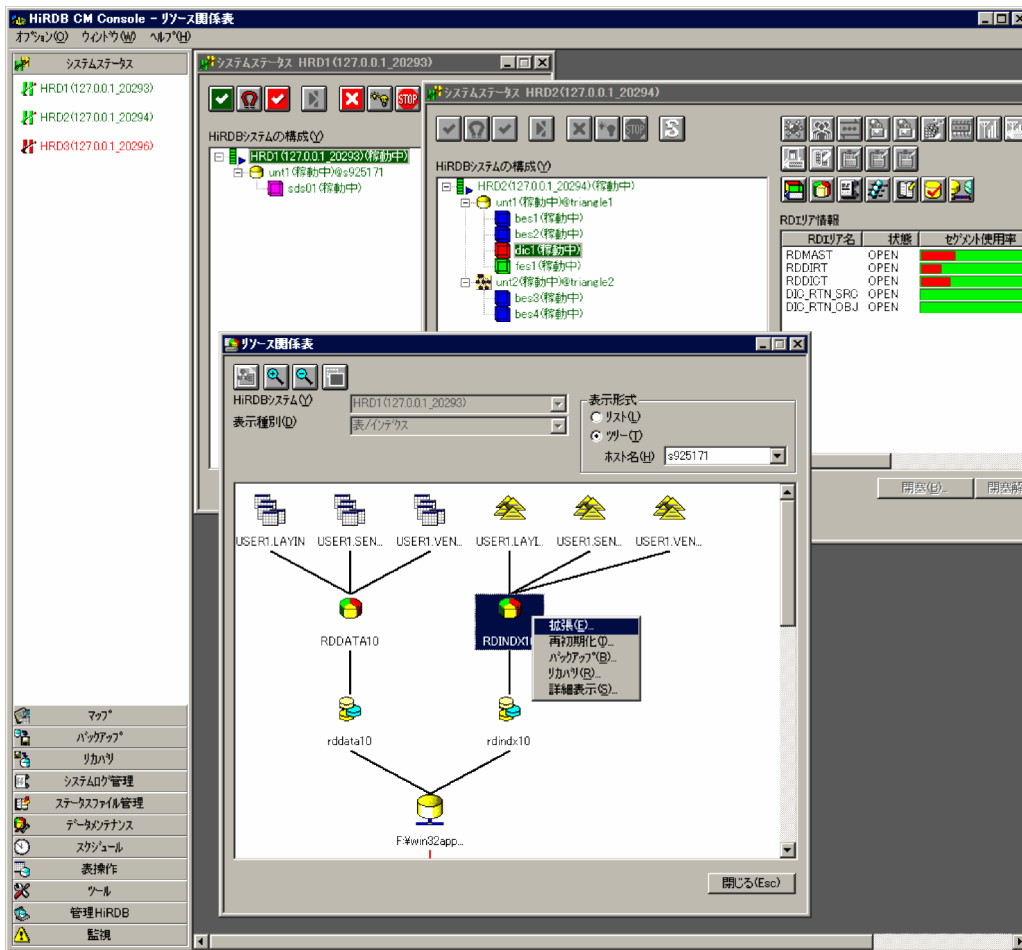 HiRDB CM Console - リソース関係表
オプション(O) ウィンドウ(W) ヘルプ(H)
システムステータス
HRD1(127.0.0.1_20293)
HRD2(127.0.0.1_20294)
HRD3(127.0.0.1_20296)
マップ
バックアップ
リカバリ
システムログ管理
ステータスファイル管理
データメンテナンス
スケジュール
表操作
ツール
管理HiRDB
監視
システムステータス HRD1(127.0.0.1_20293)
STOP
HiRDBシステムの構成(Y)
HRD1(127.0.0.1_20293)(稼動中)
unt1(稼動中)@s925171
sds01(稼動中)
システムステータス HRD2(127.0.0.1_20294)
STOP
HiRDBシステムの構成(Y)
HRD2(127.0.0.1_20294)(稼動中)
unt1(稼動中)@triangle1
bes1(稼動中)
bes2(稼動中)
dic1(稼動中)
fes1(稼動中)
unt2(稼動中)@triangle2
bes3(稼動中)
bes4(稼動中)
RDエリア情報
RDエリア名 状態 セグメント使用率
RDMAST OPEN
RDDIRT OPEN
RDDICT OPEN
DIC_RTN_SRC OPEN
DIC_RTN_OBJ OPEN
閉塞(B)... 閉塞解
リソース関係表
HiRDBシステム(Y) HRD1(127.0.0.1_20293)
表示種別(D) 表/インデクス
表示形式
リスト(L)
ツリー(T)
ホスト名(H) s925171
USER1.LAYIN USER1.SEN... USER1.VEN... USER1.LAYI... USER1.SEN... USER1.VEN...
RDDATA10 RDINDX1
拡張(E)...
再初期化(I)...
バックアップ(B)...
リカバリ(R)...
詳細表示(S)...
rddata10 rdindx10
F:¥win32app...
閉じる(Esc)